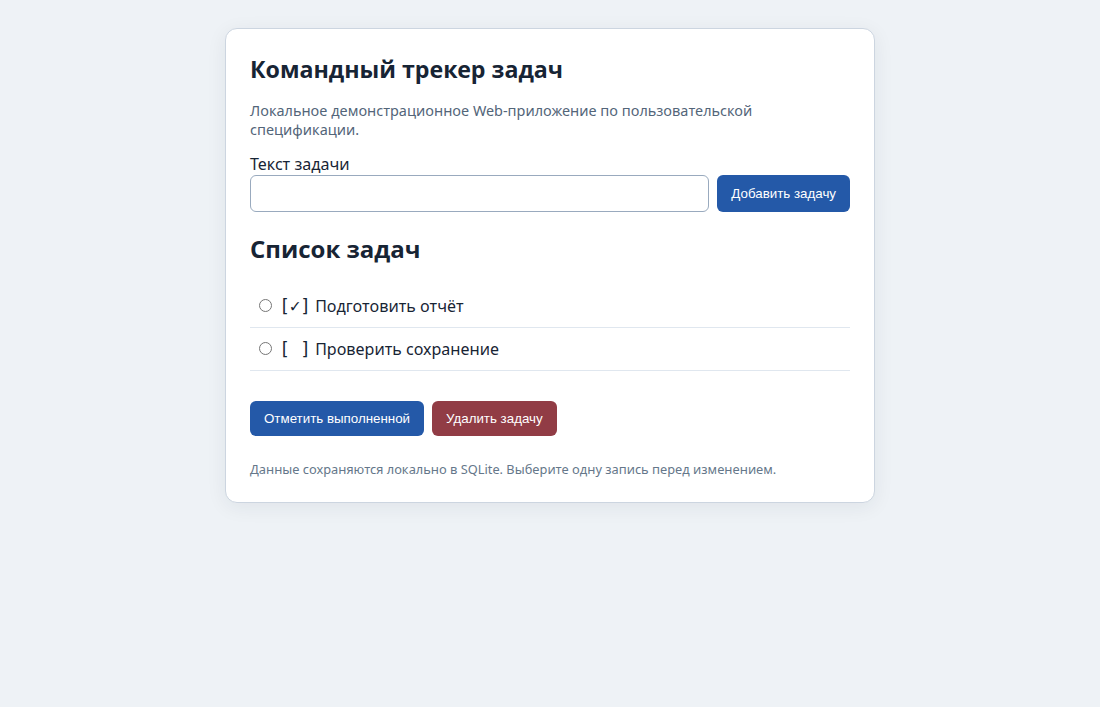 Командный трекер задач
Локальное демонстрационное Web-приложение по пользовательской
спецификации.
Текст задачи
Добавить задачу
Список задач
[✓] Подготовить отчёт
[ ] Проверить сохранение
Отметить выполненной
Удалить задачу
Данные сохраняются локально в SQLite. Выберите одну запись перед изменением.